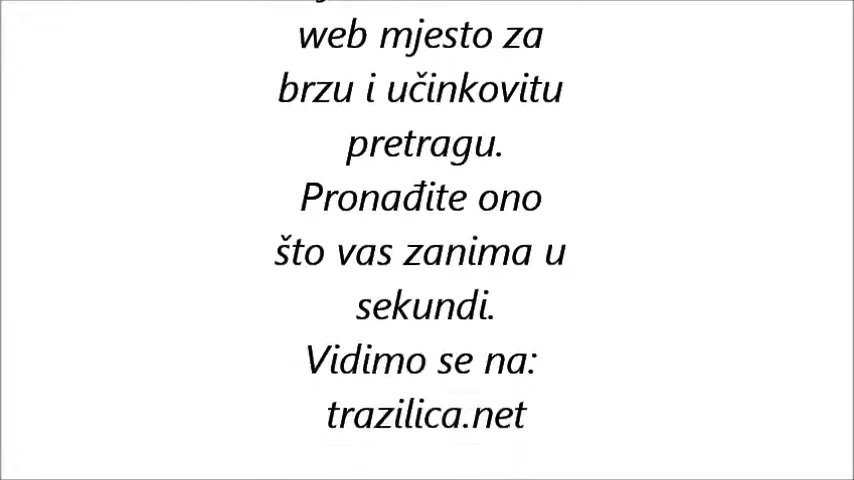 web mjesto za
brzu i učinkovitu
pretragu.
Pronađite ono
što vas zanima u
sekundi.
Vidimo se na:
trazilica.net